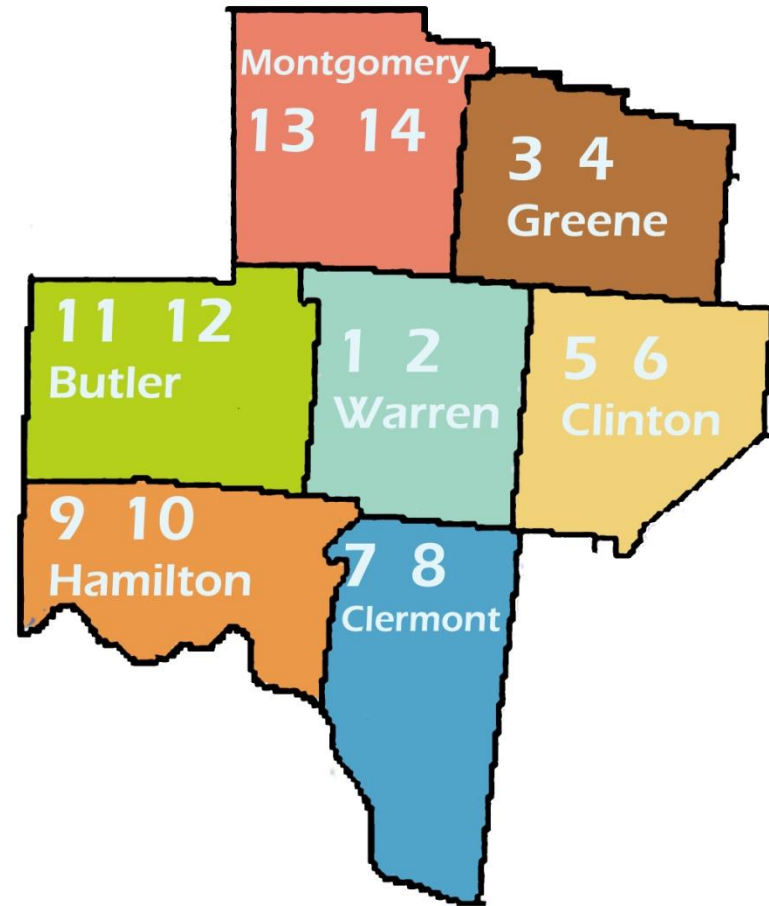 Montgomery
13 14
3 4
Greene
11 12
Butler
1 2
Warren
5 6
Clinton
9 10
Hamilton
7 8
Clermont